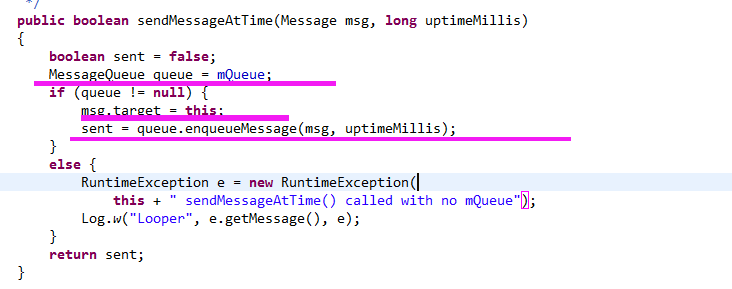 */
public boolean sendMessageAtTime(Message msg, long uptimeMillis)
{
boolean sent = false;
MessageQueue queue = mQueue;
if (queue != null) {
msg.target = this;
sent = queue.enqueueMessage(msg, uptimeMillis);
}
else {
RuntimeException e = new RuntimeException(
this + " sendMessageAtTime() called with no mQueue");
Log.w("Looper", e.getMessage(), e);
}
return sent;
}